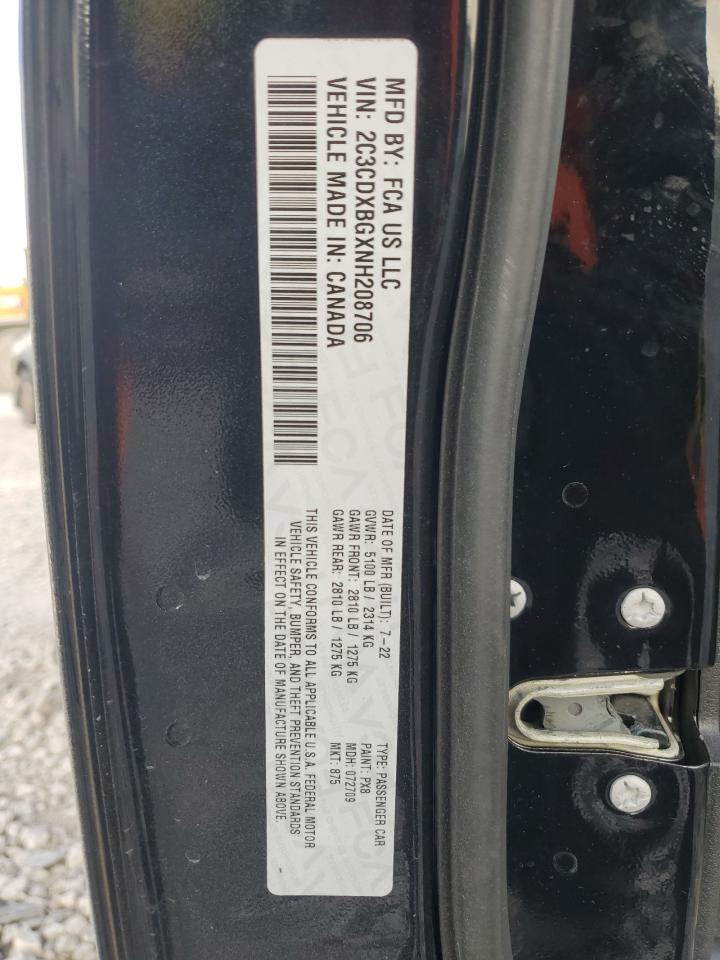 MFD BY: FCA US LLC
VIN: 2C3CDXBGXNH208706
VEHICLE MADE IN: CANADA
DATE OF MFR (BUILT): 7-22
GVWR: 5100 LB / 2314 KG
GAWR FRONT: 2810 LB / 1275 KG
GAWR REAR: 2810 LB / 1275 KG
TYPE: PASSENGER CAR
PAINT: PX8
MDH: 072709
MKT: 875
THIS VEHICLE CONFORMS TO ALL APPLICABLE U.S.A. FEDERAL MOTOR
VEHICLE SAFETY, BUMPER, AND THEFT PREVENTION STANDARDS
IN EFFECT ON THE DATE OF MANUFACTURE SHOWN ABOVE.